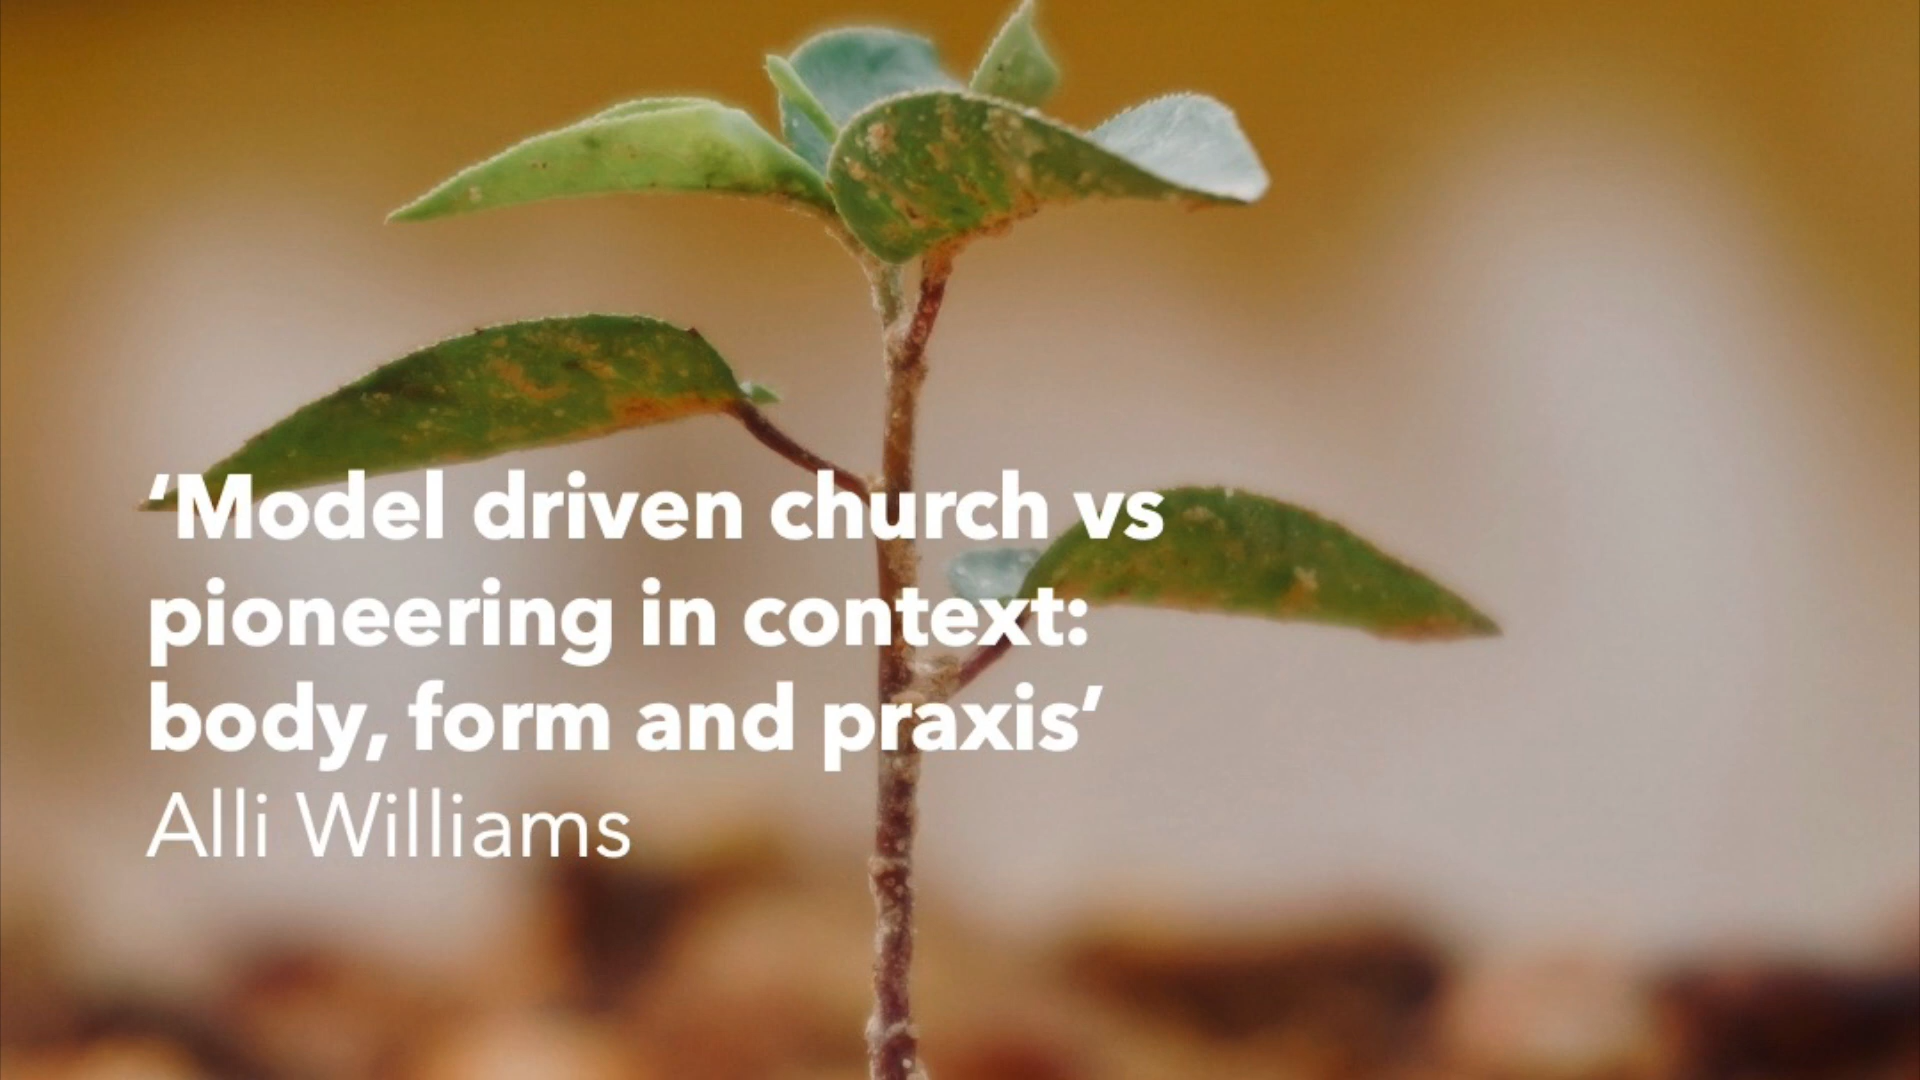 ‘Model driven church vs
pioneering in context:
body, form and praxis’
Alli Williams